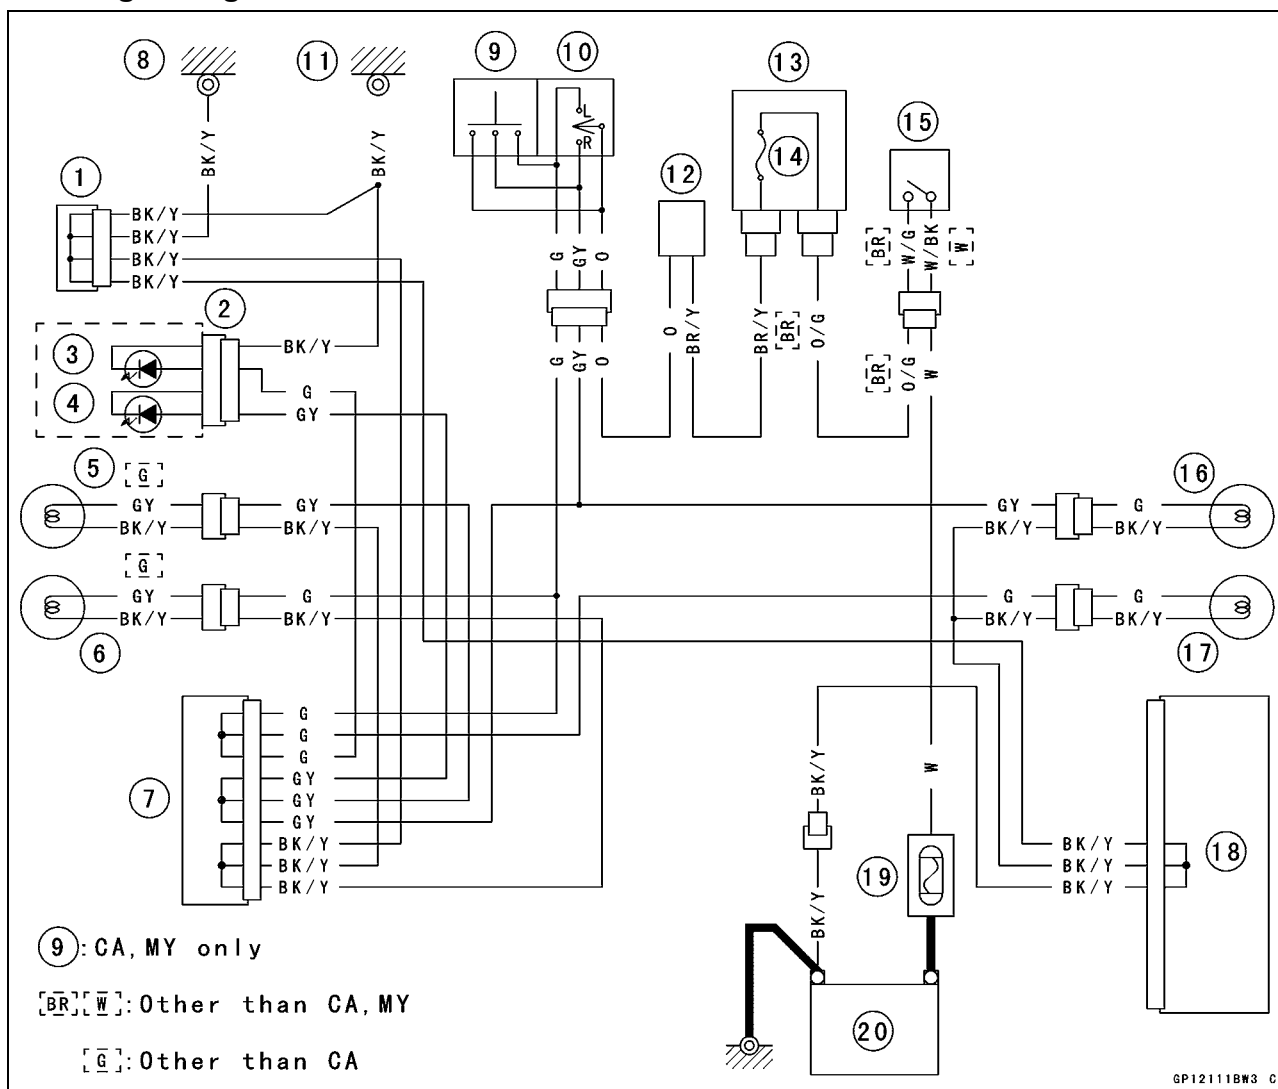 8
11
9
10
13
L
R
14
15
12
BK/Y
BK/Y
1
BK/Y
BK/Y
BK/Y
BK/Y
G
GY
O
BR
W/G
W/BK
W
2
3
4
BK/Y
G
GY
G
GY
O
O
BR/Y
BR/Y
BR
O/G
BR
O/G
W
5
G
GY
BK/Y
GY
BK/Y
GY
BK/Y
G
BK/Y
16
G
GY
BK/Y
G
BK/Y
G
BK/Y
G
BK/Y
6
17
7
G
G
G
GY
GY
GY
BK/Y
BK/Y
BK/Y
BK/Y
W
BK/Y
19
BK/Y
BK/Y
BK/Y
18
20
9:CA,MY only
BR W:Other than CA,MY
G:Other than CA
GP12111BW3 C